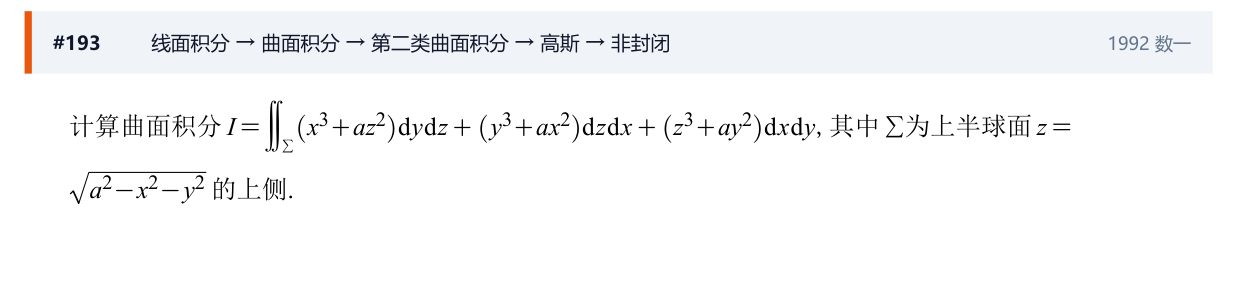 #193 线面积分 → 曲面积分 → 第二类曲面积分 → 高斯 → 非封闭 1992 数一
计算曲面积分 I=∬_Σ (x³+az²)dydz + (y³+ax²)dzdx + (z³+ay²)dxdy, 其中 Σ为上半球面 z=
√(a²−x²−y²) 的上侧.